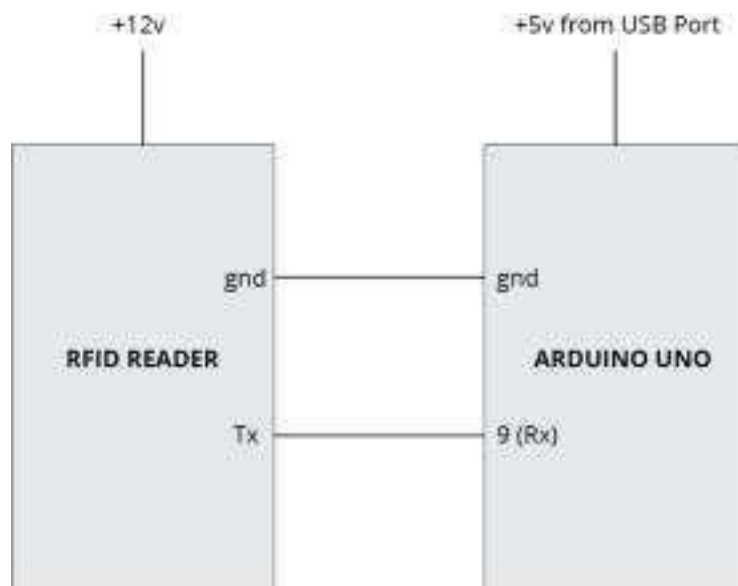 +12v
+5v from USB Port
gnd
gnd
RFID READER
ARDUINO UNO
Tx
9 (Rx)